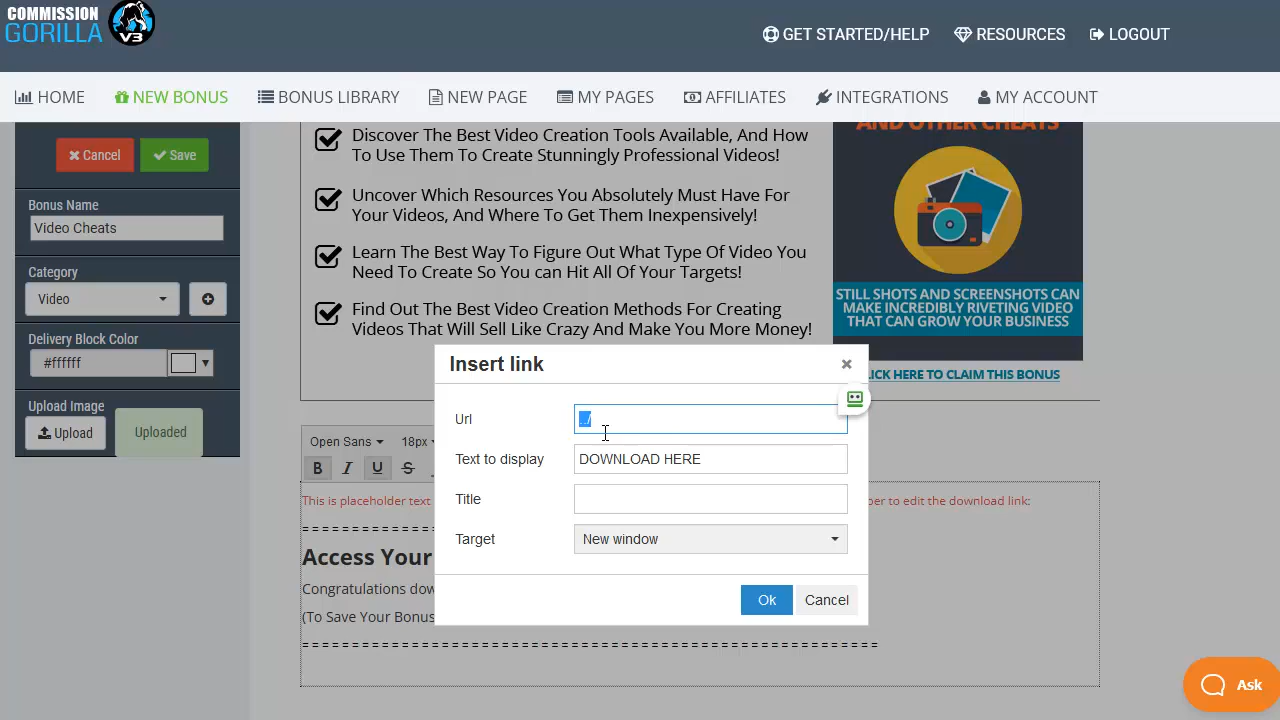 COMMISSION
GORILLA
V3
GET STARTED/HELP
RESOURCES
LOGOUT
HOME
NEW BONUS
BONUS LIBRARY
NEW PAGE
MY PAGES
AFFILIATES
INTEGRATIONS
MY ACCOUNT
Cancel
Save
Bonus Name
Video Cheats
Category
Video
Delivery Block Color
#ffffff
Upload Image
Upload
Uploaded
Discover The Best Video Creation Tools Available, And How
To Use Them To Create Stunningly Professional Videos!
Uncover Which Resources You Absolutely Must Have For
Your Videos, And Where To Get Them Inexpensively!
Learn The Best Way To Figure Out What Type Of Video You
Need To Create So You can Hit All Of Your Targets!
Find Out The Best Video Creation Methods For Creating
Videos That Will Sell Like Crazy And Make You More Money!
AND OTHER CHEATS
STILL SHOTS AND SCREENSHOTS CAN
MAKE INCREDIBLY RIVETING VIDEO
THAT CAN GROW YOUR BUSINESS
LICK HERE TO CLAIM THIS BONUS
Open Sans
18px
B I U S
This is placeholder text
ber to edit the download link:
Access Your
Congratulations dow
(To Save Your Bonus
Insert link
×
Url
../
Text to display
DOWNLOAD HERE
Title
Target
New window
Ok
Cancel
Ask